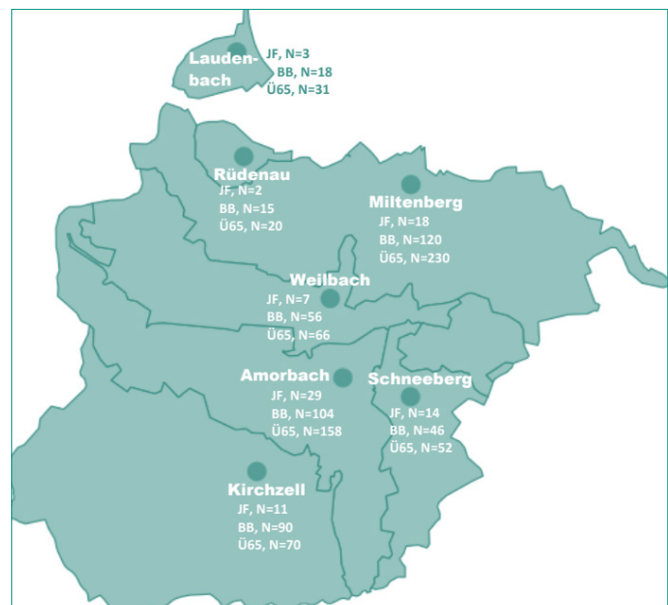 Lauden-
bach
JF, N=3
BB, N=18
Ü65, N=31
Rüdenau
JF, N=2
BB, N=15
Ü65, N=20
Miltenberg
JF, N=18
BB, N=120
Ü65, N=230
Weilbach
JF, N=7
BB, N=56
Ü65, N=66
Amorbach
JF, N=29
BB, N=104
Ü65, N=158
Schneeberg
JF, N=14
BB, N=46
Ü65, N=52
Kirchzell
JF, N=11
BB, N=90
Ü65, N=70